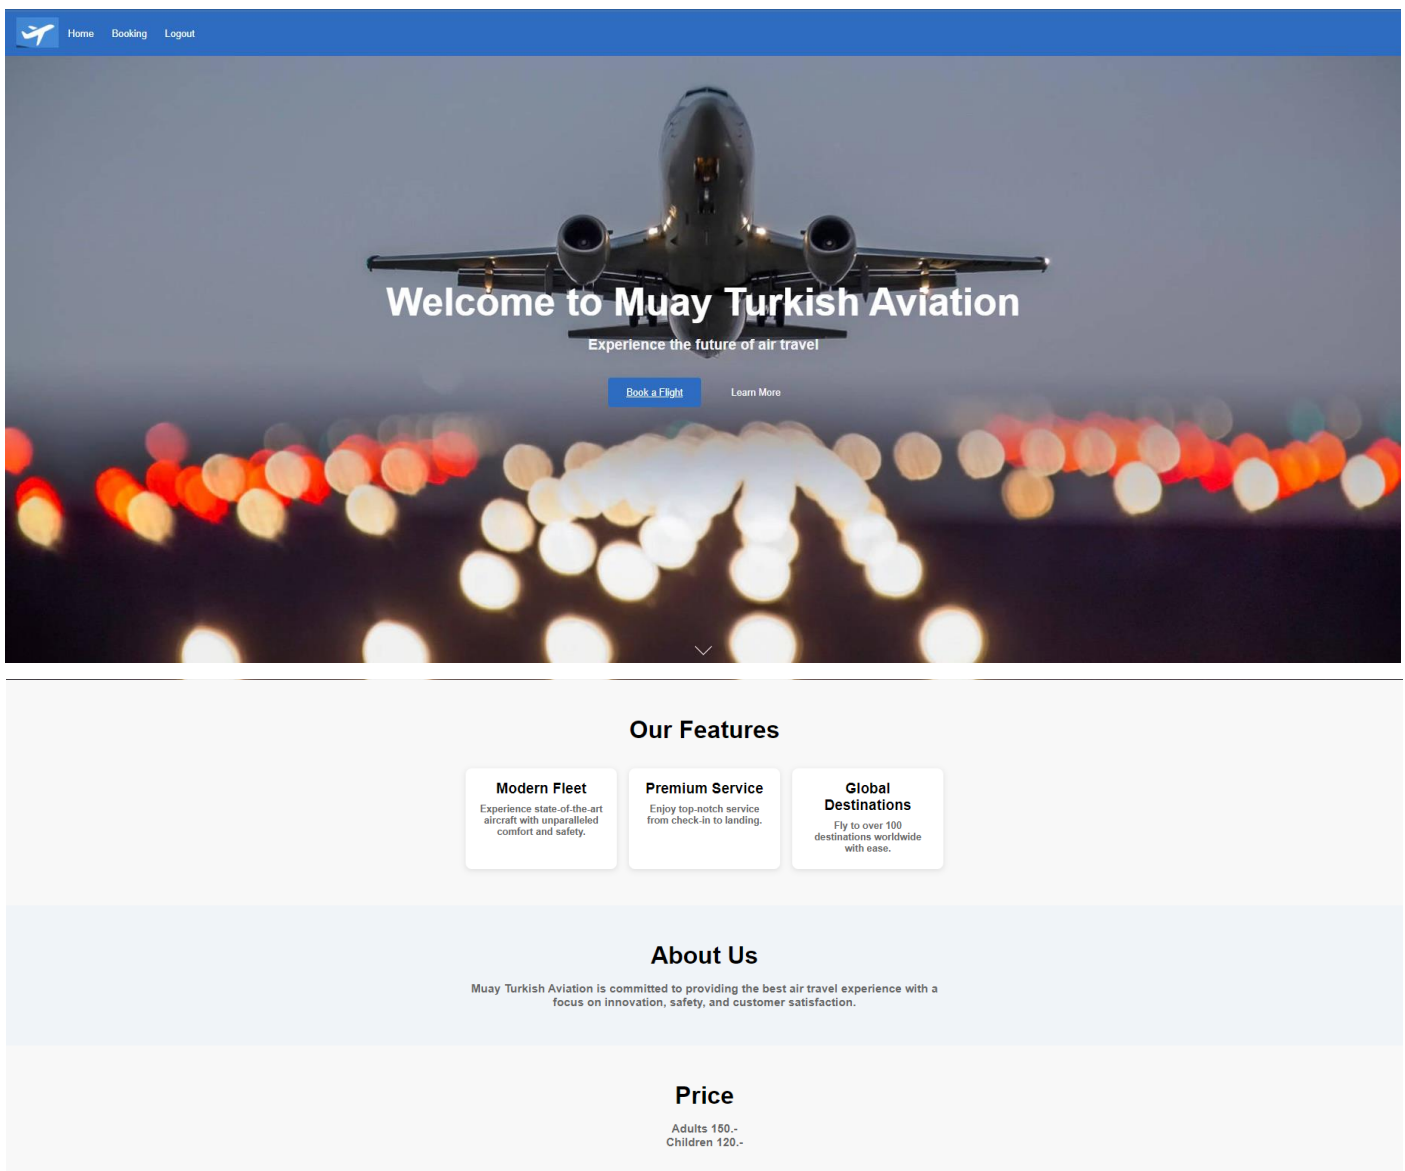 Home Booking Logout
Welcome to Muay Turkish Aviation
Experience the future of air travel
Book a Flight Learn More
Our Features
Modern Fleet
Experience state-of-the-art
aircraft with unparalleled
comfort and safety.
Premium Service
Enjoy top-notch service
from check-in to landing.
Global
Destinations
Fly to over 100
destinations worldwide
with ease.
About Us
Muay Turkish Aviation is committed to providing the best air travel experience with a
focus on innovation, safety, and customer satisfaction.
Price
Adults 150.-
Children 120.-